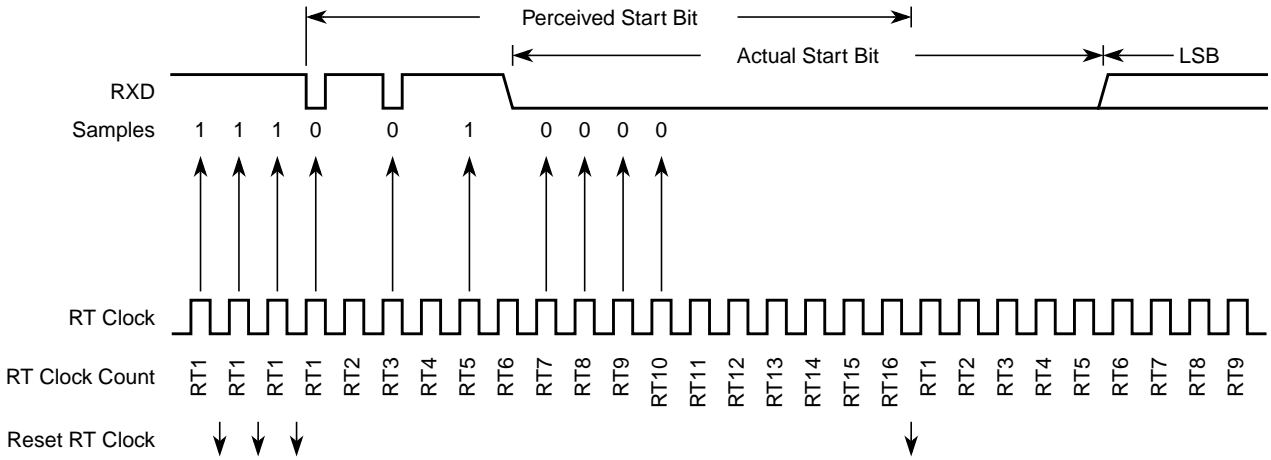 Perceived Start Bit
Actual Start Bit
LSB
RXD
Samples 1 1 1 0 0 1 0 0 0 0
RT Clock
RT Clock Count RT1 RT1 RT1 RT1 RT2 RT3 RT4 RT5 RT6 RT7 RT8 RT9 RT10 RT11 RT12 RT13 RT14 RT15 RT16 RT1 RT2 RT3 RT4 RT5 RT6 RT7 RT8 RT9
Reset RT Clock